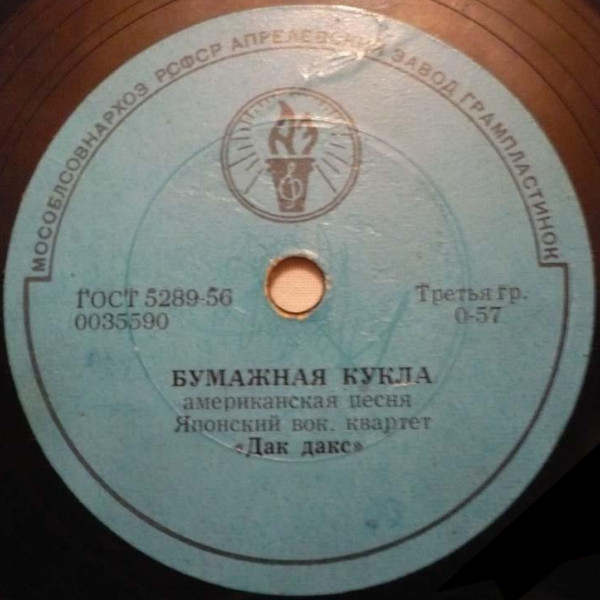 МОСОБЛСОВНАРХОЗ РСФСР АПРЕЛЕВСКИЙ ЗАВОД ГРАМПЛАСТИНОК
ГОСТ 5289-56
0035590
Третья гр.
0-57
БУМАЖНАЯ КУКЛА
американская песня
Японский вок. квартет
«Дак дакс»